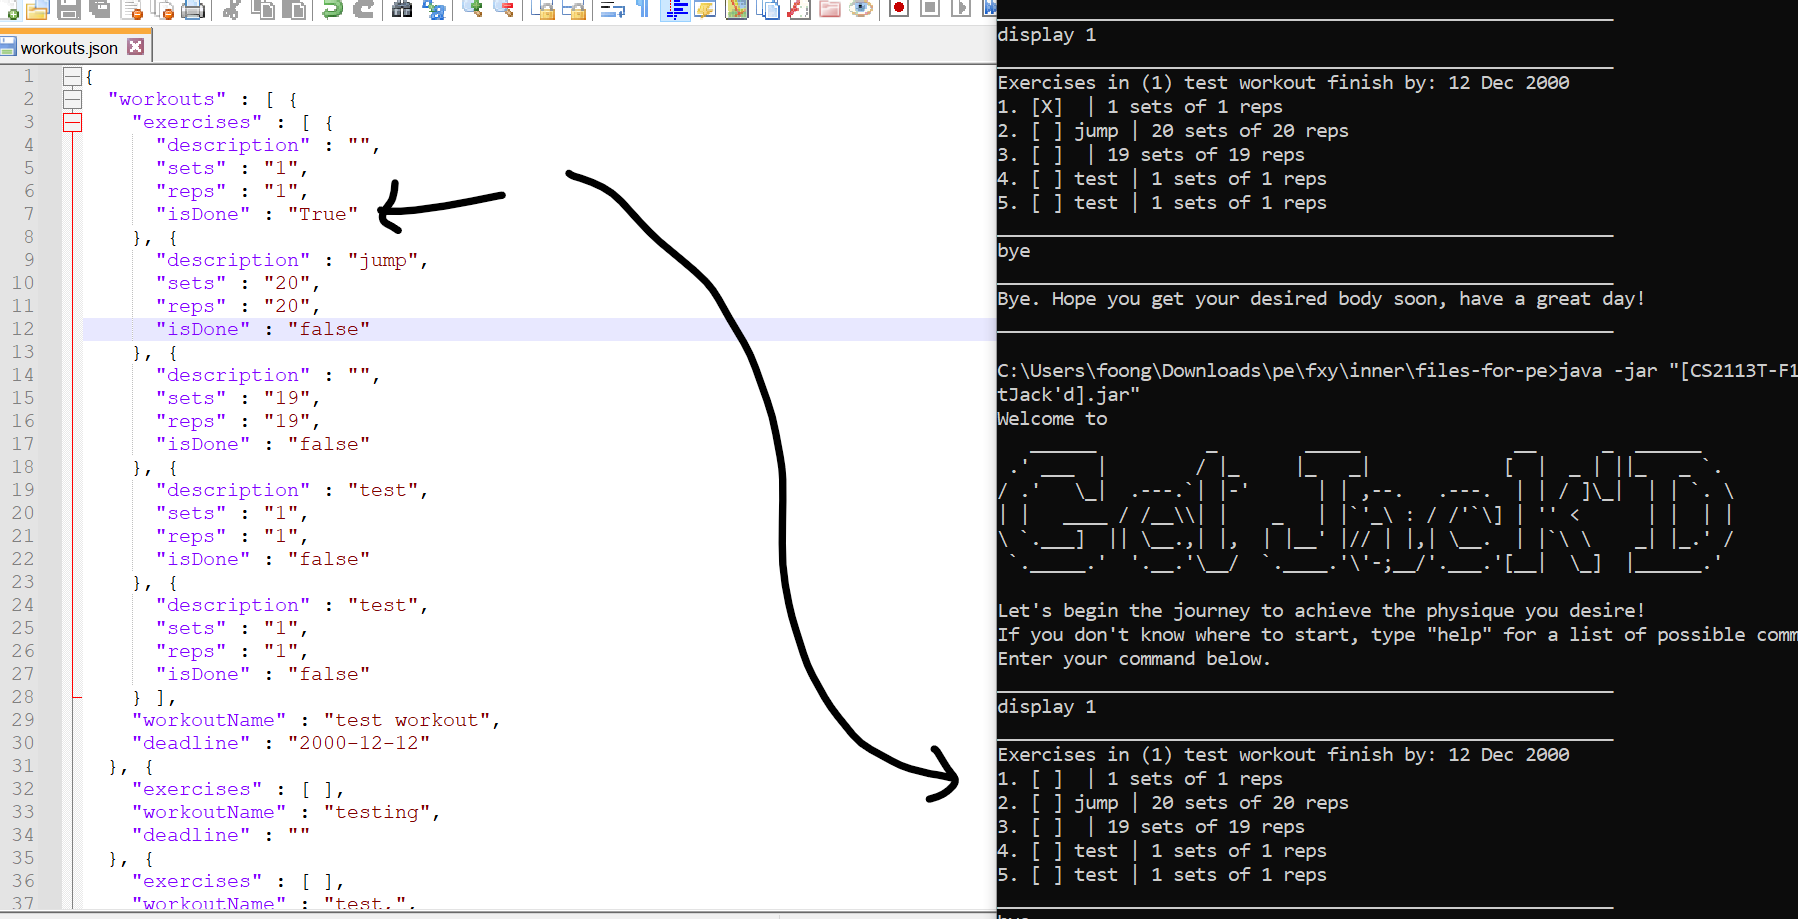 workouts.json
1 {
2 "workouts" : [ {
3 "exercises" : [ {
4 "description" : "",
5 "sets" : "1",
6 "reps" : "1",
7 "isDone" : "True"
8 }, {
9 "description" : "jump",
10 "sets" : "20",
11 "reps" : "20",
12 "isDone" : "false"
13 }, {
14 "description" : "",
15 "sets" : "19",
16 "reps" : "19",
17 "isDone" : "false"
18 }, {
19 "description" : "test",
20 "sets" : "1",
21 "reps" : "1",
22 "isDone" : "false"
23 }, {
24 "description" : "test",
25 "sets" : "1",
26 "reps" : "1",
27 "isDone" : "false"
28 } ],
29 "workoutName" : "test workout",
30 "deadline" : "2000-12-12"
31 }, {
32 "exercises" : [ ],
33 "workoutName" : "testing",
34 "deadline" : ""
35 }, {
36 "exercises" : [ ],
37 "workoutName" : "test.",
display 1
Exercises in (1) test workout finish by: 12 Dec 2000
1. [X]  | 1 sets of 1 reps
2. [ ] jump | 20 sets of 20 reps
3. [ ]  | 19 sets of 19 reps
4. [ ] test | 1 sets of 1 reps
5. [ ] test | 1 sets of 1 reps
bye
Bye. Hope you get your desired body soon, have a great day!
C:\Users\foong\Downloads\pe\fxy\inner\files-for-pe>java -jar "[CS2113T-F1
tJack'd].jar"
Welcome to
Get Jack'D
Let's begin the journey to achieve the physique you desire!
If you don't know where to start, type "help" for a list of possible comm
Enter your command below.
display 1
Exercises in (1) test workout finish by: 12 Dec 2000
1. [ ]  | 1 sets of 1 reps
2. [ ] jump | 20 sets of 20 reps
3. [ ]  | 19 sets of 19 reps
4. [ ] test | 1 sets of 1 reps
5. [ ] test | 1 sets of 1 reps